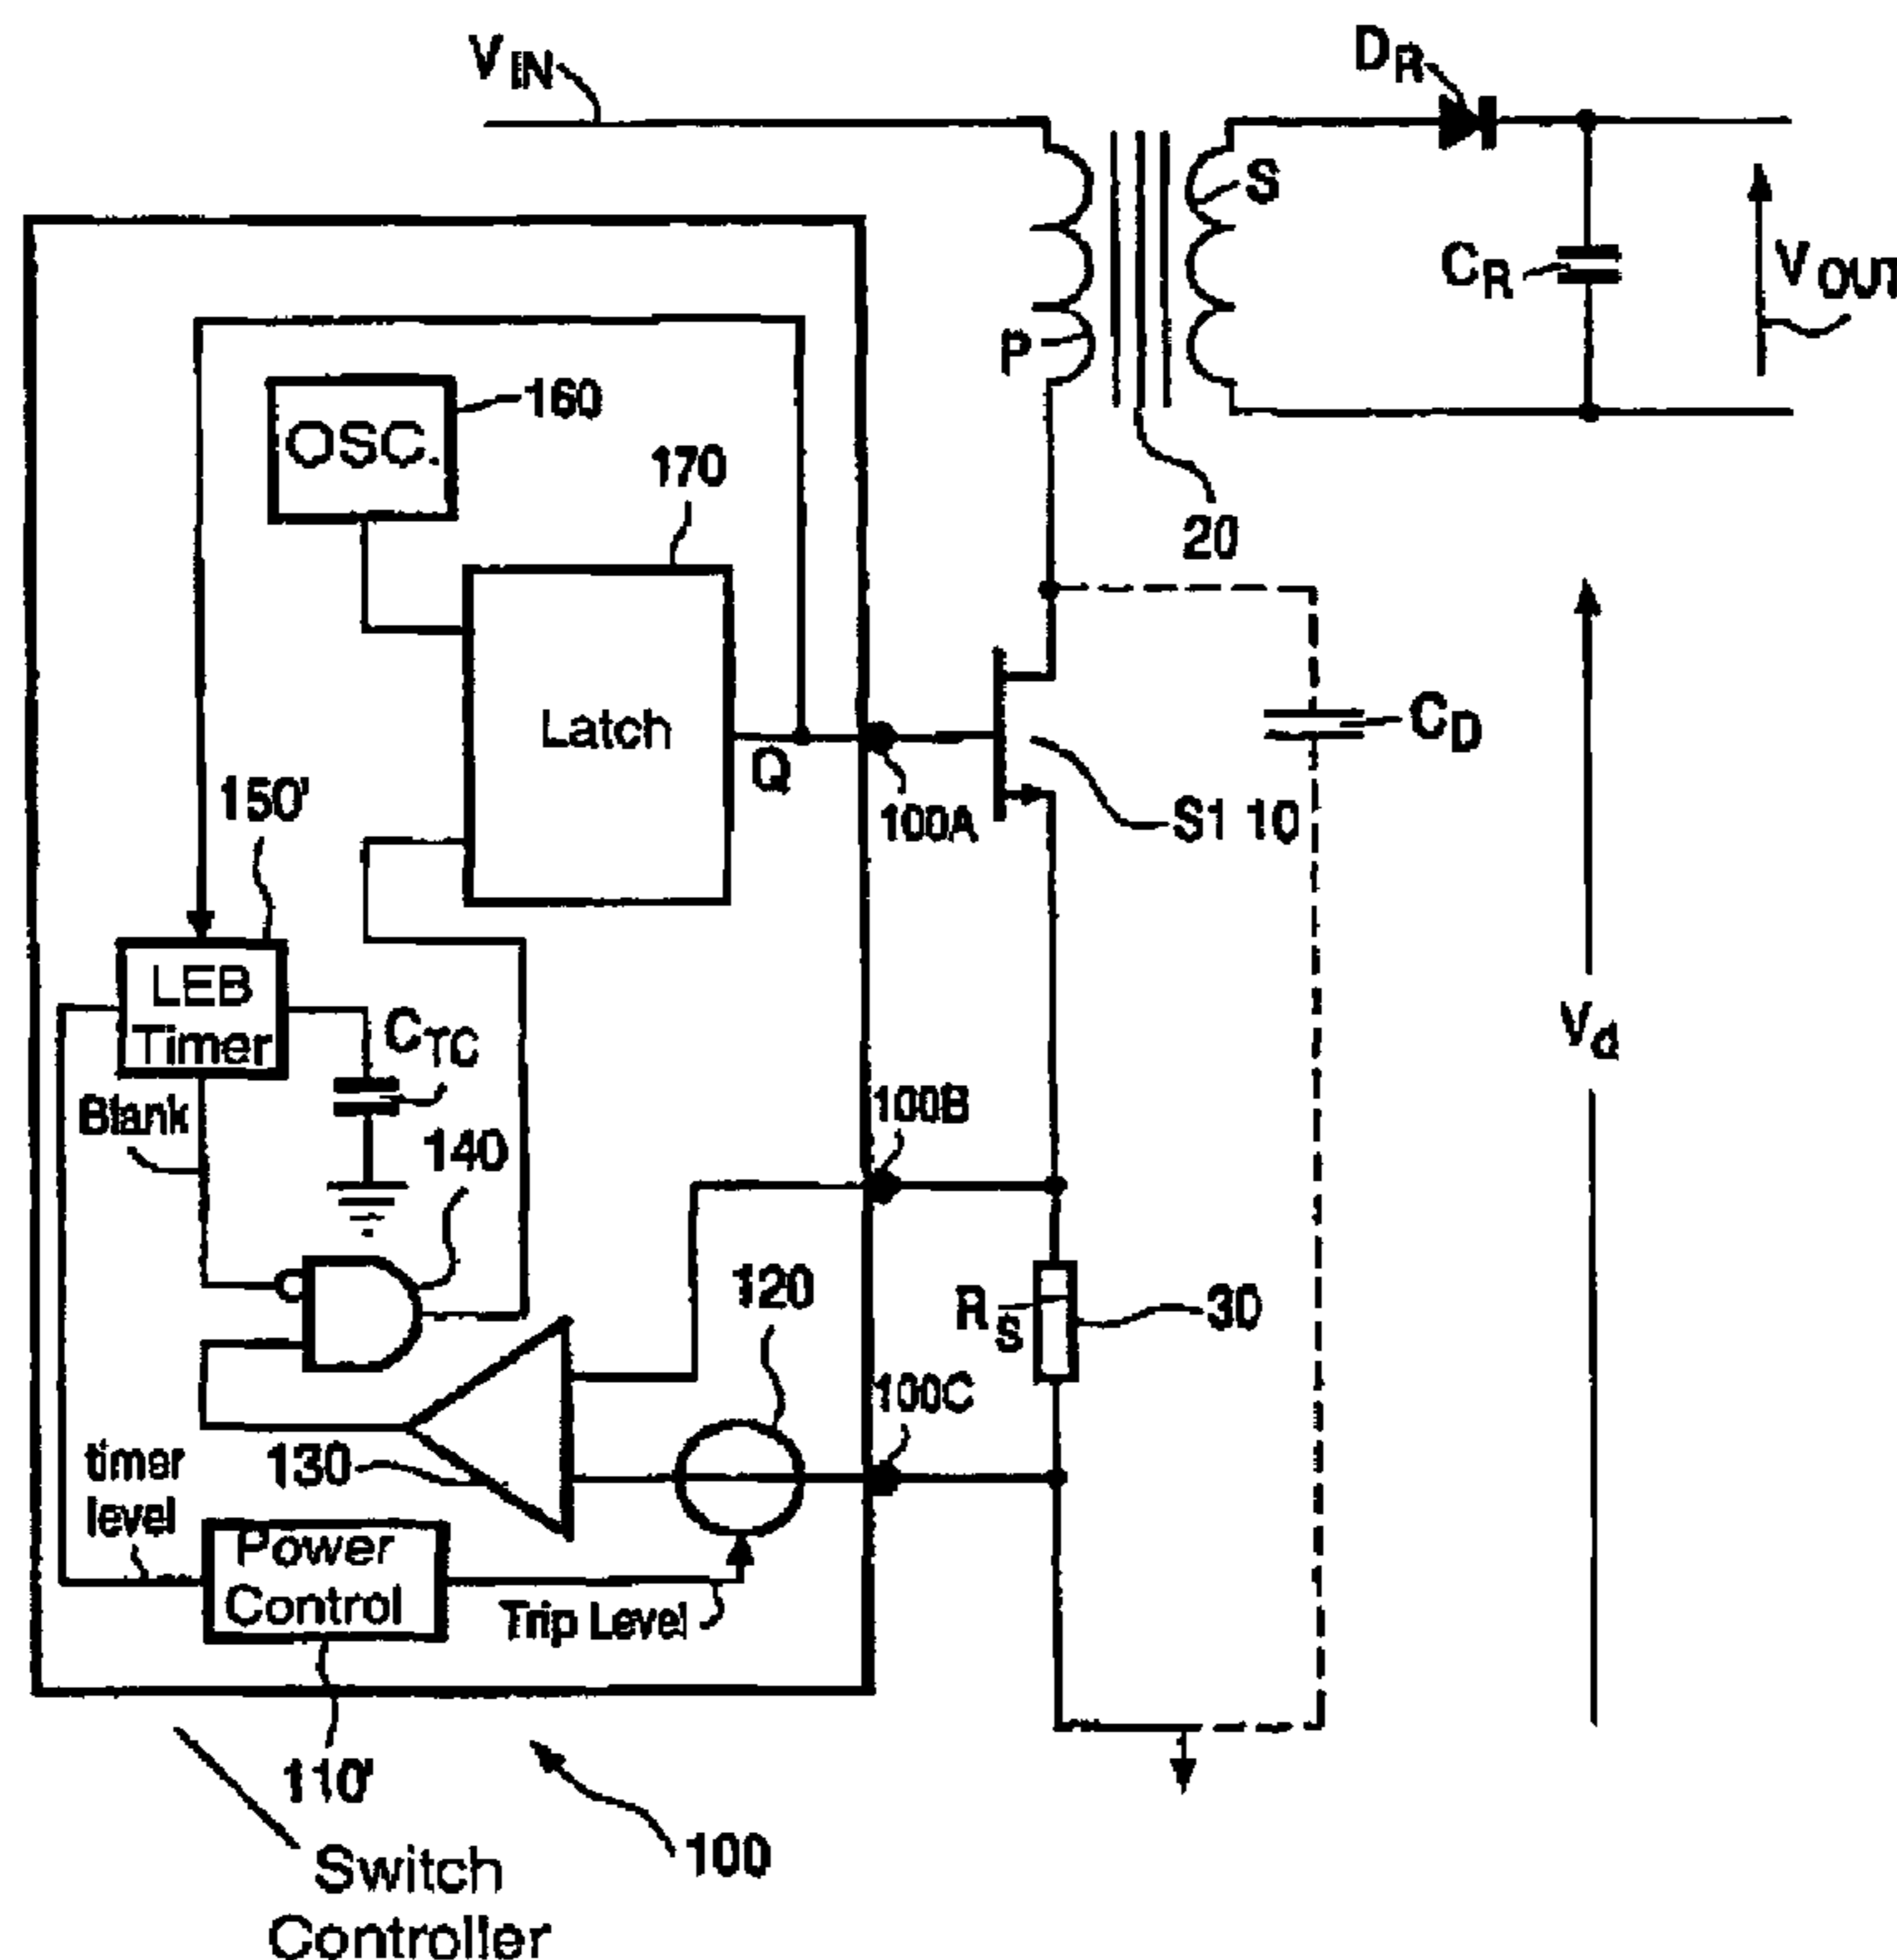 V IN
DR
S
CR
VOUT
P
160
OSC.
170
20
Latch
Q
CD
150'
100A
S1 10
LEB
Timer
CTC
Vd
Blank
100B
140
120
RS
30
100C
timer
level
130
Power
Control
Trip Level
110'
100
Switch
Controller